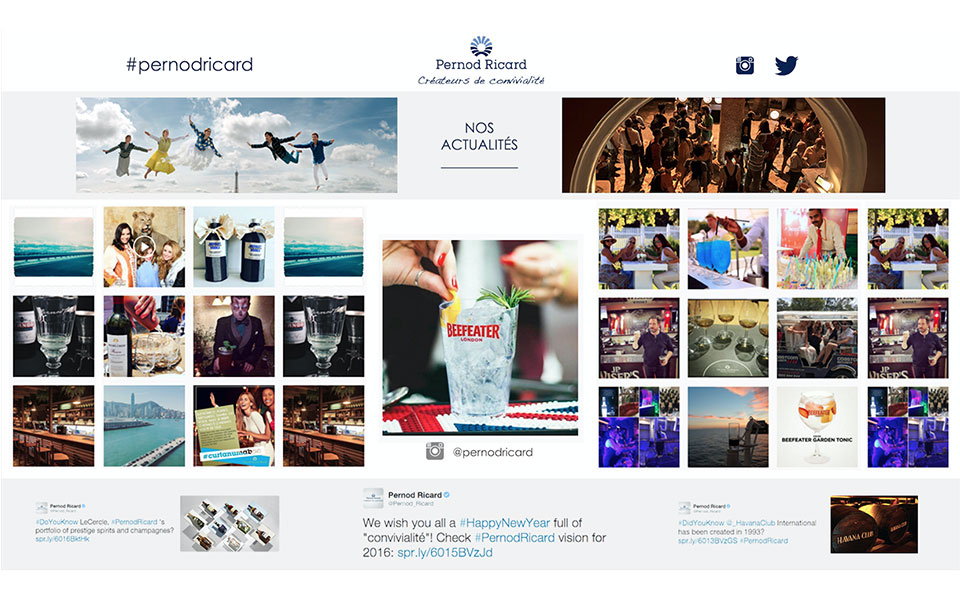 #pernodricard
Pernod Ricard
Créateurs de convivialité
NOS
ACTUALITÉS
BEEFEATER
LONDON
JP
WISER'S
#curtanumabo
BEEFEATER
BEEFEATER GARDEN TONIC
@pernodricard
Pernod Ricard
#DoYouKnow LeCercle, #PernodRicard 's
portfolio of prestige spirits and champagnes?
spr.ly/6016BktHk
Pernod Ricard
@Pernod_Ricard
We wish you all a #HappyNewYear full of
"convivialité"! Check #PernodRicard vision for
2016: spr.ly/6015BVzJd
Pernod Ricard
#DidYouKnow @_HavanaClub International
has been created in 1993?
spr.ly/6013BVzGS #PernodRicard
HAVANA CLUB